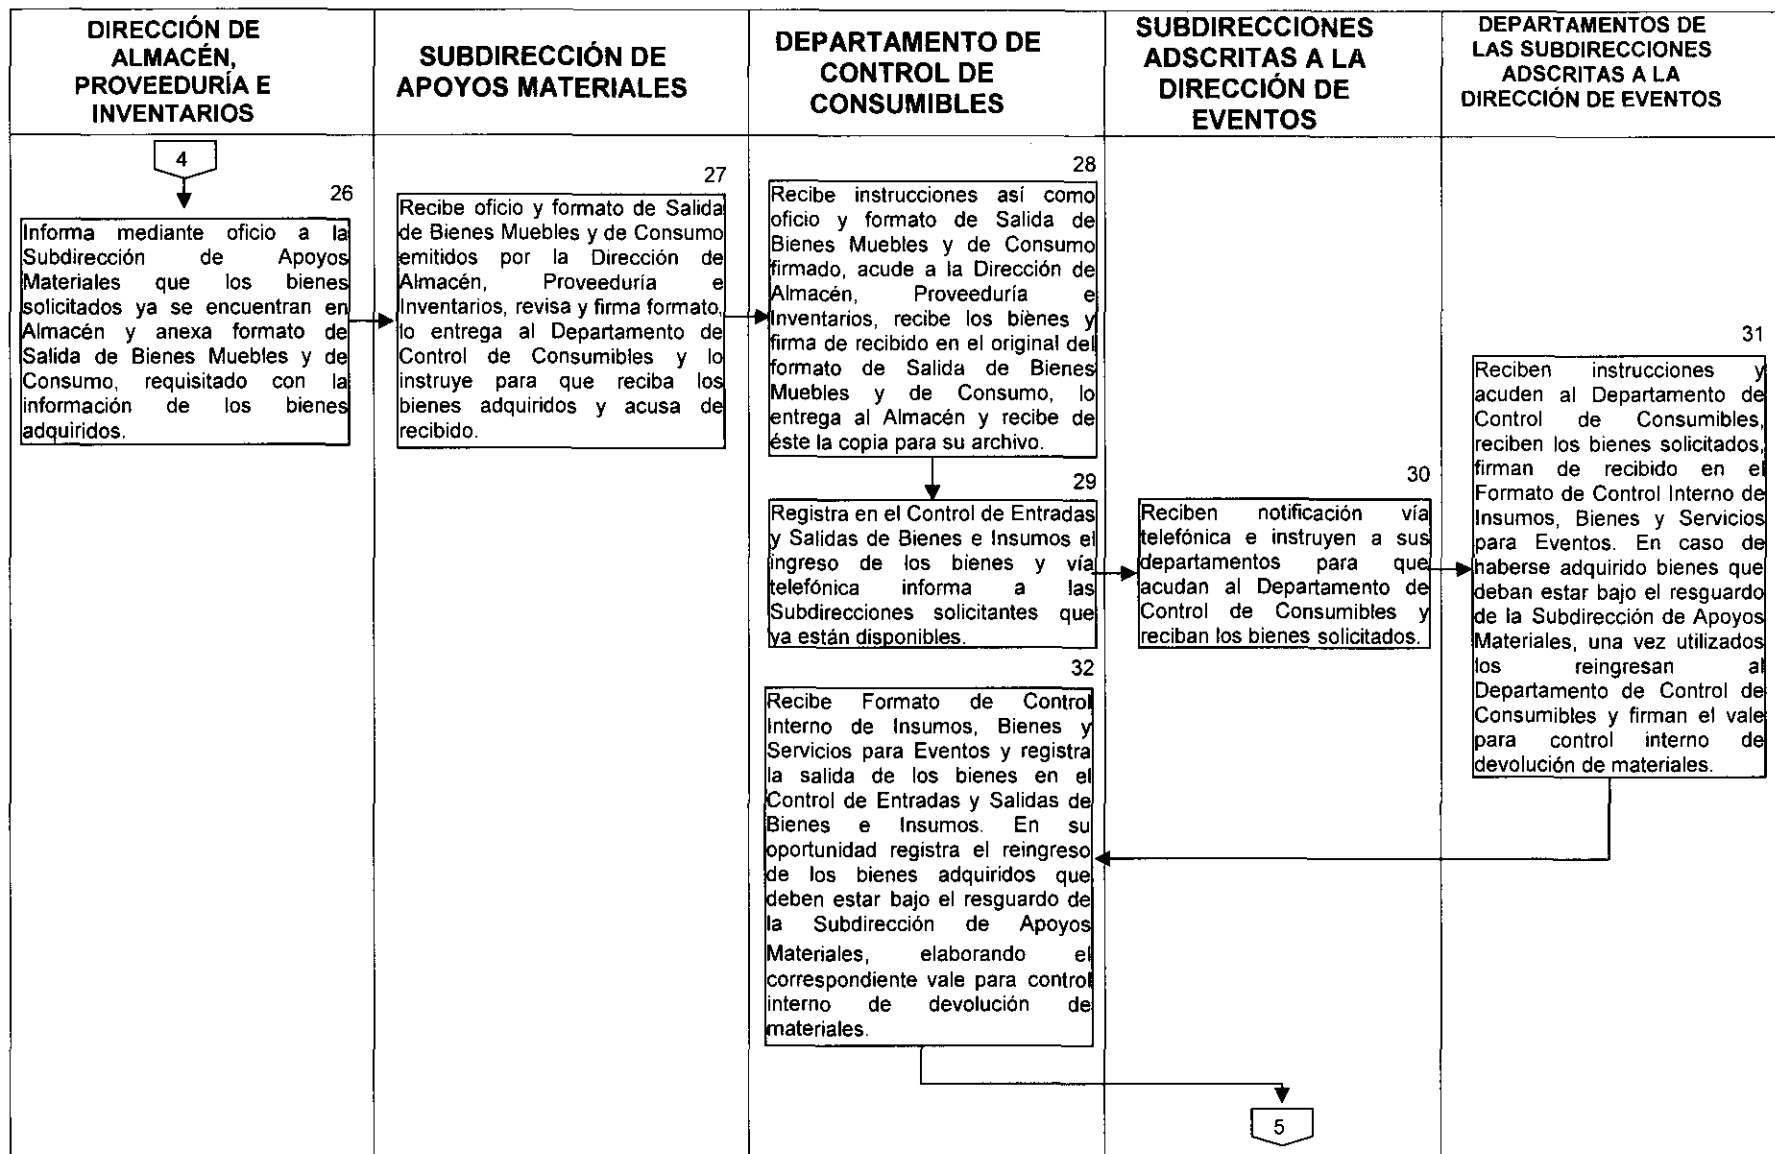 DIRECCIÓN DE
ALMACÉN,
PROVEEDURÍA E
INVENTARIOS
SUBDIRECCIÓN DE
APOYOS MATERIALES
DEPARTAMENTO DE
CONTROL DE
CONSUMIBLES
SUBDIRECCIONES
ADSCRITAS A LA
DIRECCIÓN DE
EVENTOS
DEPARTAMENTOS DE
LAS SUBDIRECCIONES
ADSCRITAS A LA
DIRECCIÓN DE EVENTOS
4
26
Informa mediante oficio a la
Subdirección de Apoyos
Materiales que los bienes
solicitados ya se encuentran en
Almacén y anexa formato de
Salida de Bienes Muebles y de
Consumo, requisitado con la
información de los bienes
adquiridos.
27
Recibe oficio y formato de Salida
de Bienes Muebles y de Consumo
emitidos por la Dirección de
Almacén, Proveeduría e
Inventarios, revisa y firma formato,
lo entrega al Departamento de
Control de Consumibles y lo
instruye para que reciba los
bienes adquiridos y acusa de
recibido.
28
Recibe instrucciones así como
oficio y formato de Salida de
Bienes Muebles y de Consumo
firmado, acude a la Dirección de
Almacén, Proveeduría e
Inventarios, recibe los bienes y
firma de recibido en el original del
formato de Salida de Bienes
Muebles y de Consumo, lo
entrega al Almacén y recibe de
éste la copia para su archivo.
29
Registra en el Control de Entradas
y Salidas de Bienes e Insumos el
ingreso de los bienes y vía
telefónica informa a las
Subdirecciones solicitantes que
ya están disponibles.
30
Reciben notificación vía
telefónica e instruyen a sus
departamentos para que
acudan al Departamento de
Control de Consumibles y
reciban los bienes solicitados.
31
Reciben instrucciones y
acuden al Departamento de
Control de Consumibles,
reciben los bienes solicitados,
firman de recibido en el
Formato de Control Interno de
Insumos, Bienes y Servicios
para Eventos. En caso de
haberse adquirido bienes que
deban estar bajo el resguardo
de la Subdirección de Apoyos
Materiales, una vez utilizados
los reingresan al
Departamento de Control de
Consumibles y firman el vale
para control interno de
devolución de materiales.
32
Recibe Formato de Control
Interno de Insumos, Bienes y
Servicios para Eventos y registra
la salida de los bienes en el
Control de Entradas y Salidas de
Bienes e Insumos. En su
oportunidad registra el reingreso
de los bienes adquiridos que
deben estar bajo el resguardo de
la Subdirección de Apoyos
Materiales, elaborando el
correspondiente vale para control
interno de devolución de
materiales.
5